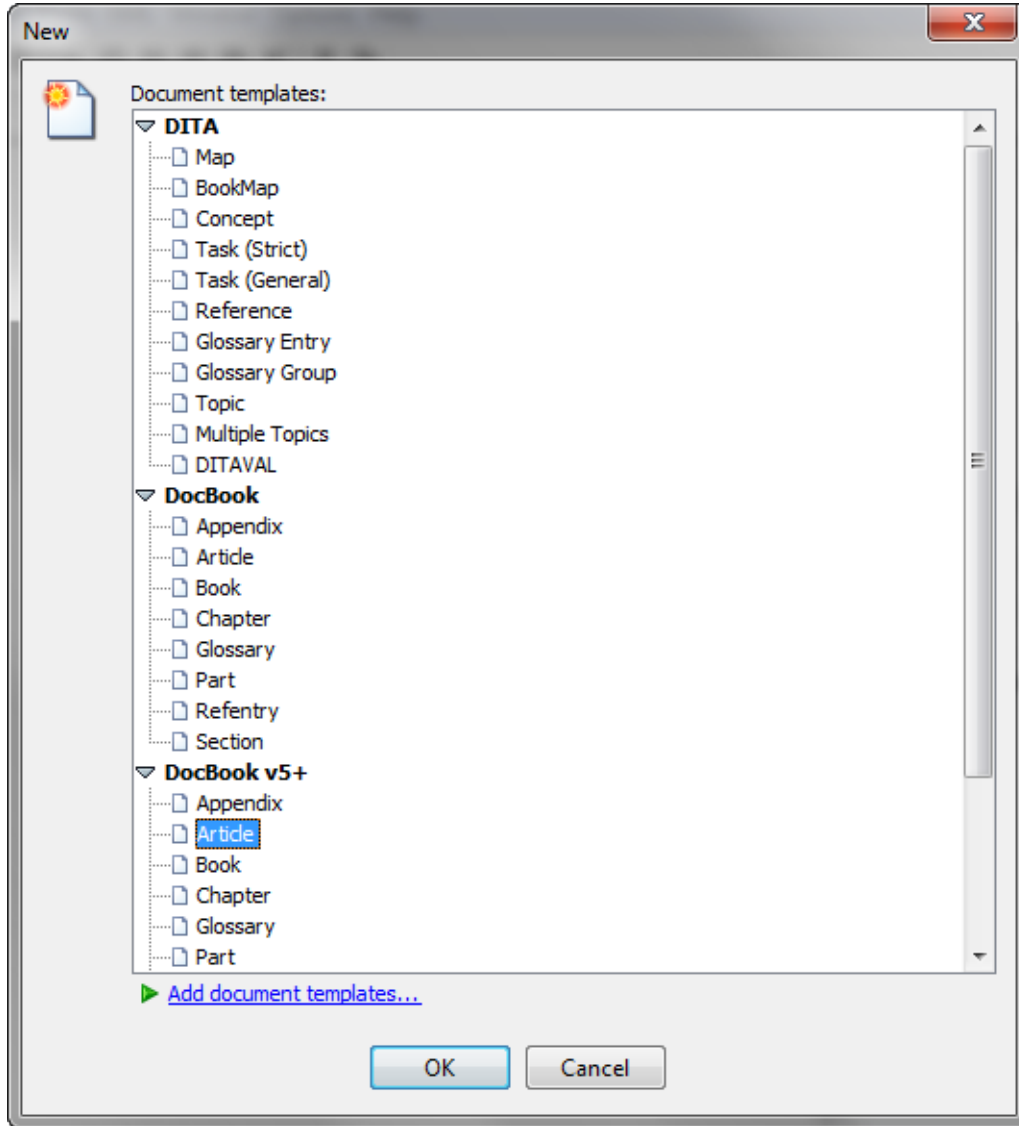 New
Document templates:
DITA
Map
BookMap
Concept
Task (Strict)
Task (General)
Reference
Glossary Entry
Glossary Group
Topic
Multiple Topics
DITAVAL
DocBook
Appendix
Article
Book
Chapter
Glossary
Part
Refentry
Section
DocBook v5+
Appendix
Article
Book
Chapter
Glossary
Part
Add document templates...
OK Cancel